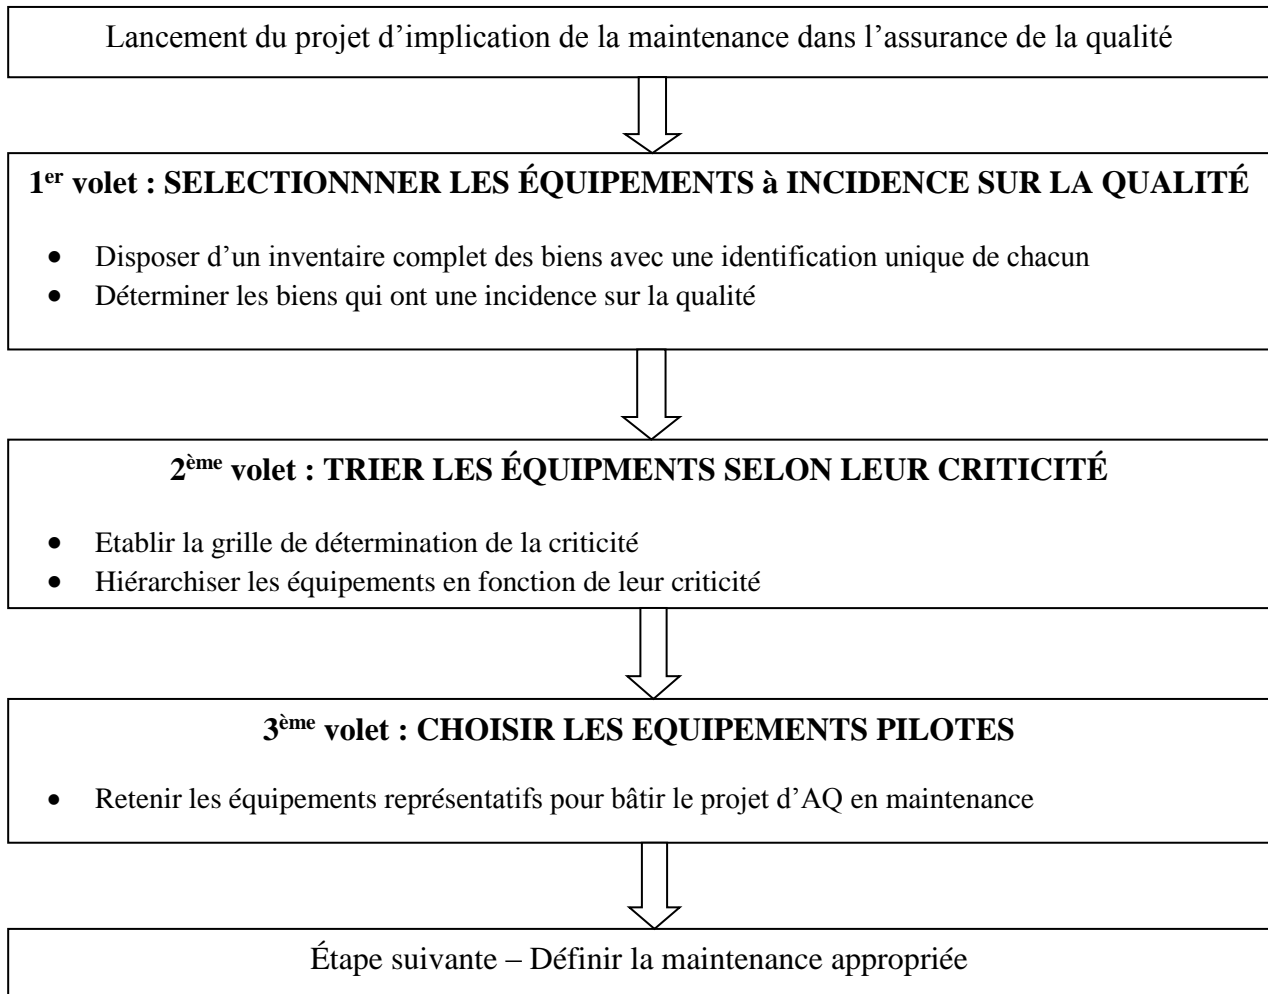 Lancement du projet d’implication de la maintenance dans l’assurance de la qualité
1er volet : SELECTIONNNER LES ÉQUIPEMENTS à INCIDENCE SUR LA QUALITÉ
• Disposer d’un inventaire complet des biens avec une identification unique de chacun
• Déterminer les biens qui ont une incidence sur la qualité
2ème volet : TRIER LES ÉQUIPMENTS SELON LEUR CRITICITÉ
• Etablir la grille de détermination de la criticité
• Hiérarchiser les équipements en fonction de leur criticité
3ème volet : CHOISIR LES EQUIPEMENTS PILOTES
• Retenir les équipements représentatifs pour bâtir le projet d’AQ en maintenance
Étape suivante – Définir la maintenance appropriée